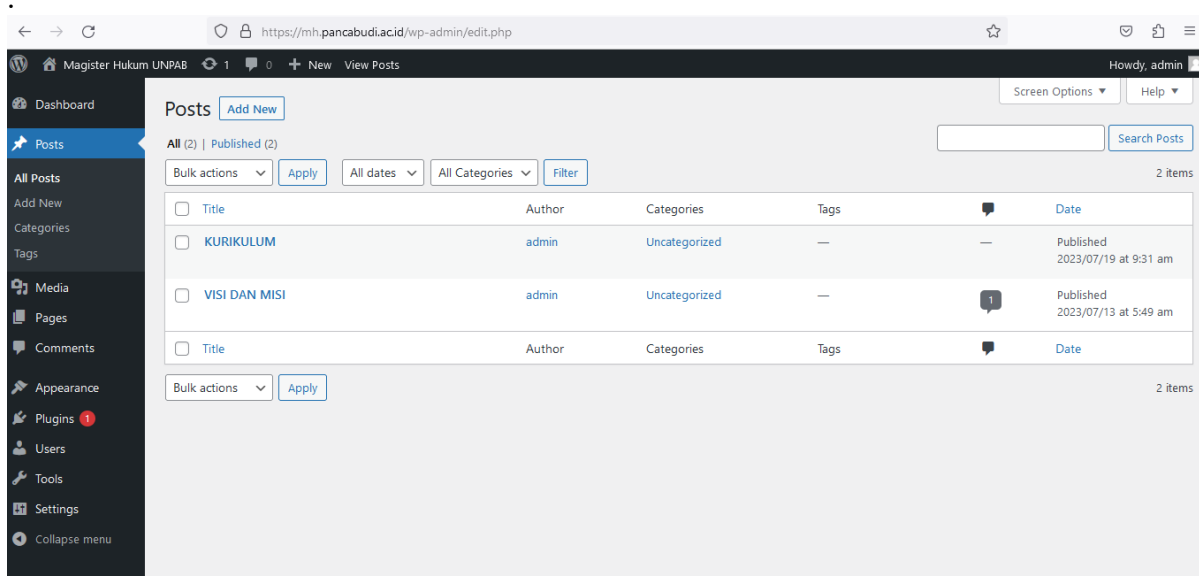 https://mh.pancabudi.ac.id/wp-admin/edit.php
Magister Hukum UNPAB 1 0 New View Posts Howdy, admin
Dashboard
Posts
All Posts
Add New
Categories
Tags
Media
Pages
Comments
Appearance
Plugins 1
Users
Tools
Settings
Collapse menu
Screen Options ▼ Help ▼
Posts Add New
All (2) | Published (2)
Search Posts
Bulk actions Apply All dates All Categories Filter 2 items
Title Author Categories Tags Date
KURIKULUM admin Uncategorized — — Published
2023/07/19 at 9:31 am
VISI DAN MISI admin Uncategorized — 1 Published
2023/07/13 at 5:49 am
Title Author Categories Tags Date
Bulk actions Apply 2 items